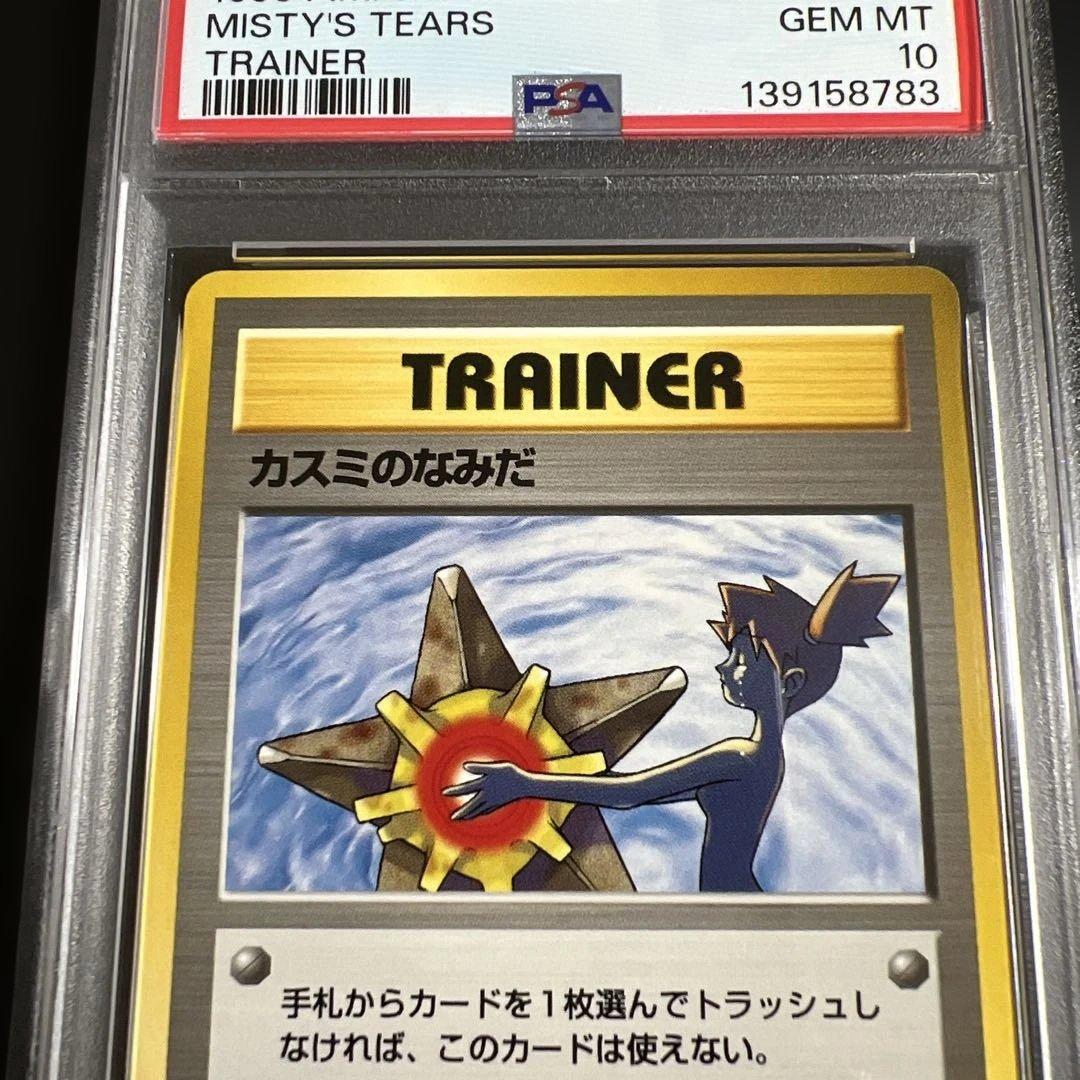 MISTY'S TEARS
GEM MT
TRAINER
10
PSA
139158783
TRAINER
カスミのなみだ
手札からカードを1枚選んでトラッシュし
なければ、このカードは使えない。